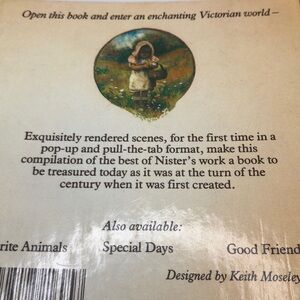 Open this book and enter an enchanting Victorian world—
Exquisitely rendered scenes, for the first time in a
pop-up and pull-the-tab format, make this
compilation of the best of Nister's work a book to
be treasured today as it was at the turn of the
century when it was first created.
Also available:
rite Animals Special Days Good Friend
Designed by Keith Moseley